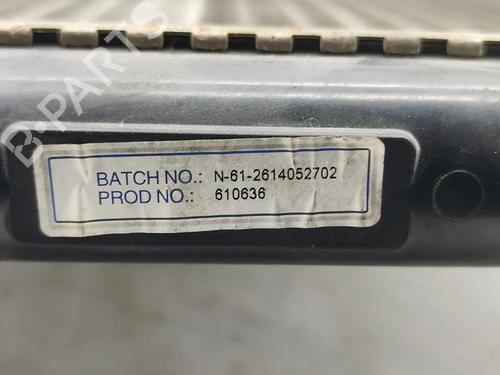 B-PARTS
BATCH NO.: N-61-2614052702
PROD NO.: 610636